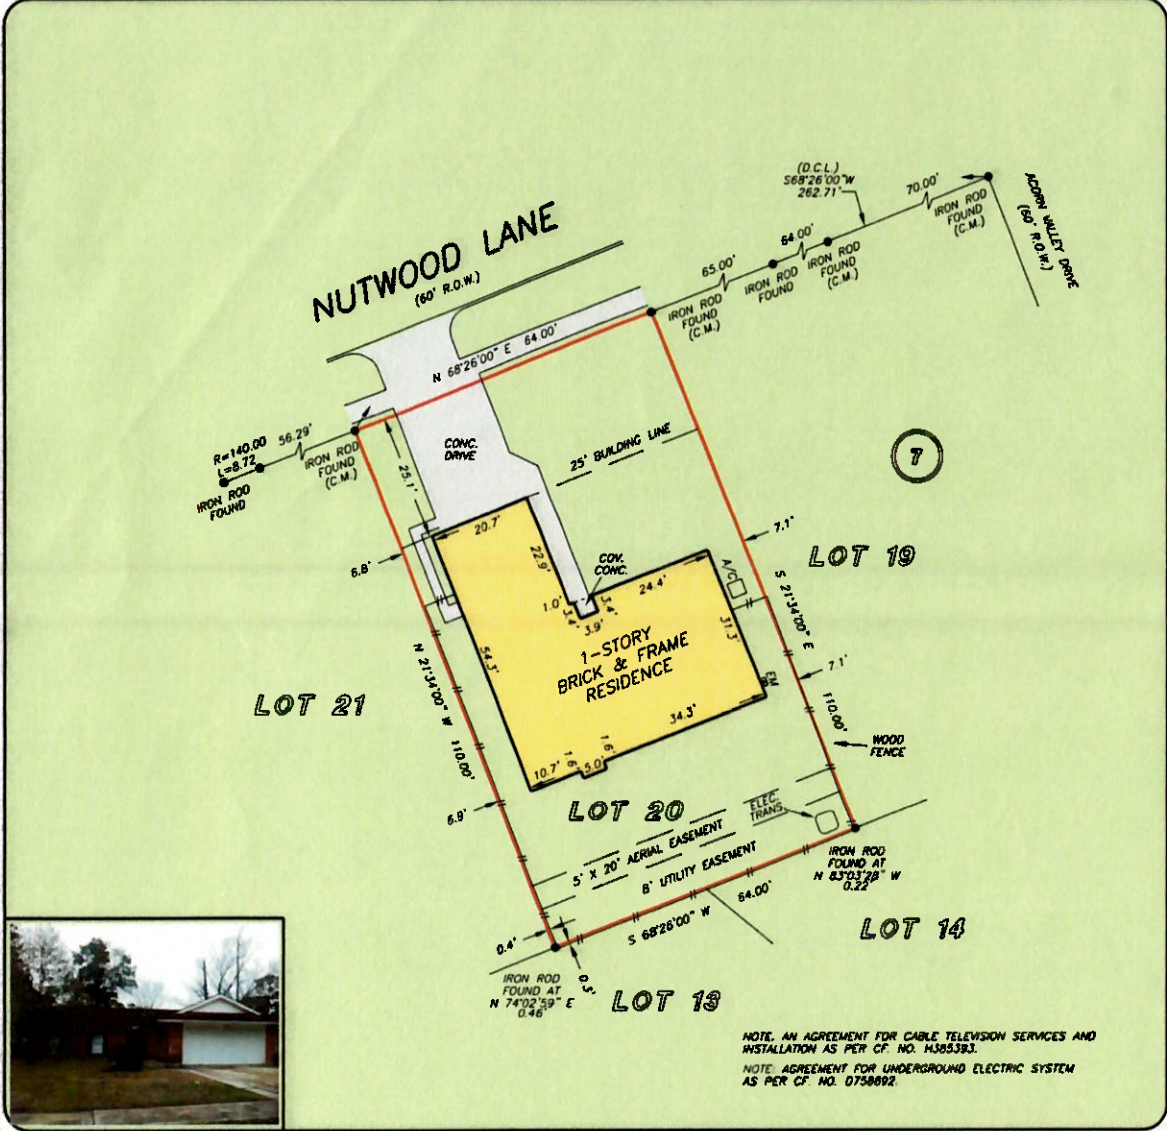 (D.C.L.)
S68°26'00"W
262.71'
70.00'
IRON ROD
FOUND
(C.M.)
ACORN VALLEY DRIVE
(60' R.O.W.)
64.00'
IRON ROD
FOUND
(C.M.)
IRON ROD
FOUND
65.00'
IRON ROD
FOUND
(C.M.)
NUTWOOD LANE
(60' R.O.W.)
N 68°26'00" E 64.00'
R=140.00
L=8.72
56.29'
IRON ROD
FOUND
IRON ROD
FOUND
(C.M.)
CONC.
DRIVE
25.1'
25' BUILDING LINE
7
7.1'
LOT 19
20.7'
22.9'
6.8'
COV.
CONC.
A/C
24.4'
1.0'
3.4'
3.9'
3.4'
31.3'
S 21°34'00" E
110.00'
1-STORY
BRICK & FRAME
RESIDENCE
54.3'
N 21°34'00" W 110.00'
7.1'
EM
LOT 21
34.3'
WOOD
FENCE
10.7'
1.6'
5.0'
1.6'
6.9'
LOT 20
ELEC.
TRANS.
5' X 20' AERIAL EASEMENT
8' UTILITY EASEMENT
IRON ROD
FOUND AT
N 83°03'28" W
0.22'
64.00'
S 68°26'00" W
LOT 14
0.4'
0.3'
IRON ROD
FOUND AT
N 74°02'59" E
0.46'
LOT 13
NOTE: AN AGREEMENT FOR CABLE TELEVISION SERVICES AND
INSTALLATION AS PER CF. NO. H385393.
NOTE: AGREEMENT FOR UNDERGROUND ELECTRIC SYSTEM
AS PER CF. NO. D758692.